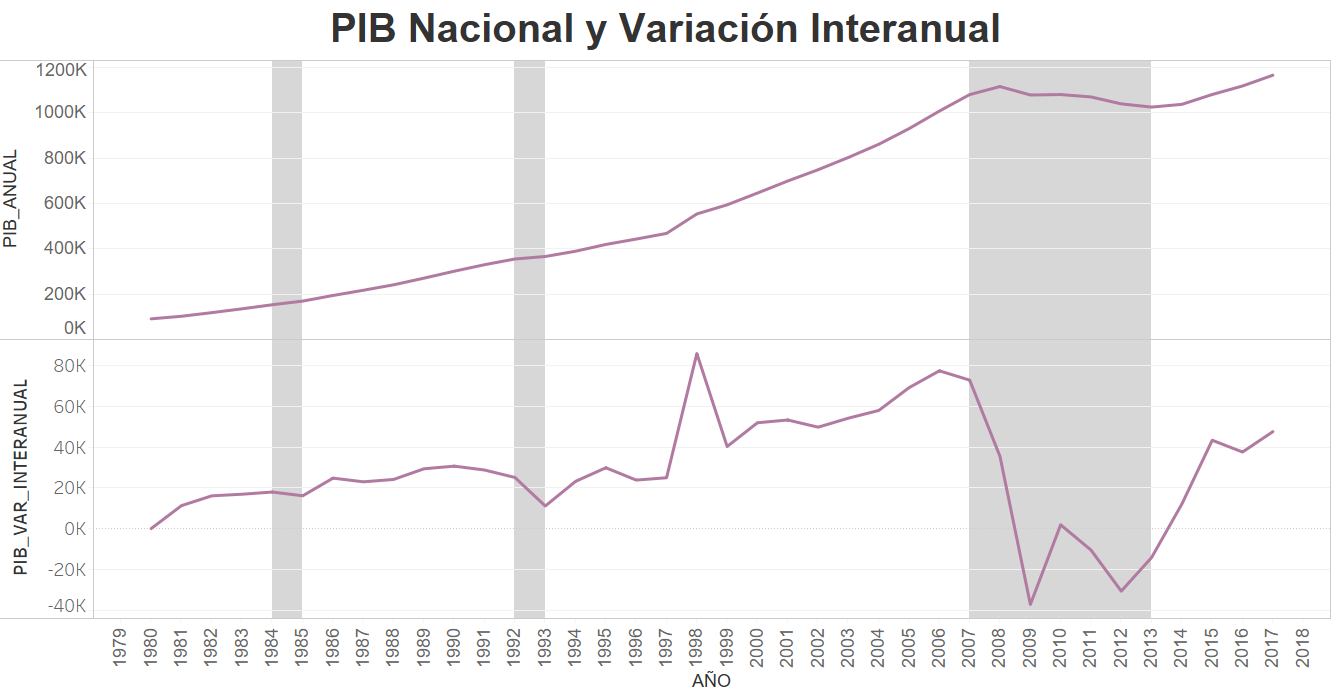 PIB Nacional y Variación Interanual
PIB_ANUAL
1200K
1000K
800K
600K
400K
200K
0K
PIB_VAR_INTERANUAL
80K
60K
40K
20K
0K
-20K
-40K
1979 1980 1981 1982 1983 1984 1985 1986 1987 1988 1989 1990 1991 1992 1993 1994 1995 1996 1997 1998 1999 2000 2001 2002 2003 2004 2005 2006 2007 2008 2009 2010 2011 2012 2013 2014 2015 2016 2017 2018
AÑO